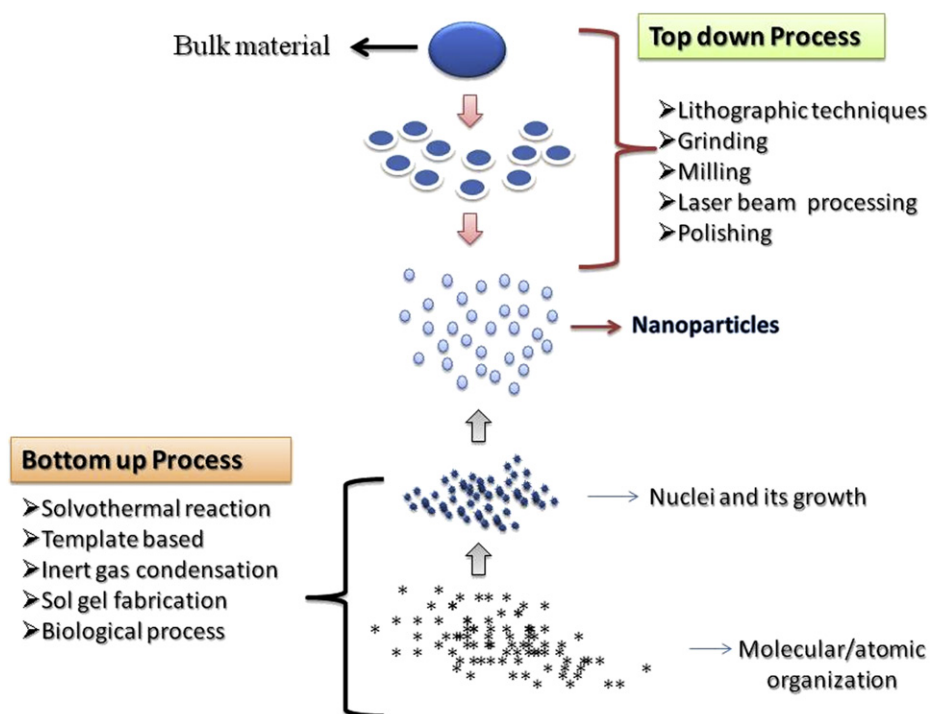 Bulk material
Top down Process
➢Lithographic techniques
➢Grinding
➢Milling
➢Laser beam processing
➢Polishing
Nanoparticles
Bottom up Process
➢Solvothermal reaction
➢Template based
➢Inert gas condensation
➢Sol gel fabrication
➢Biological process
Nuclei and its growth
Molecular/atomic
organization